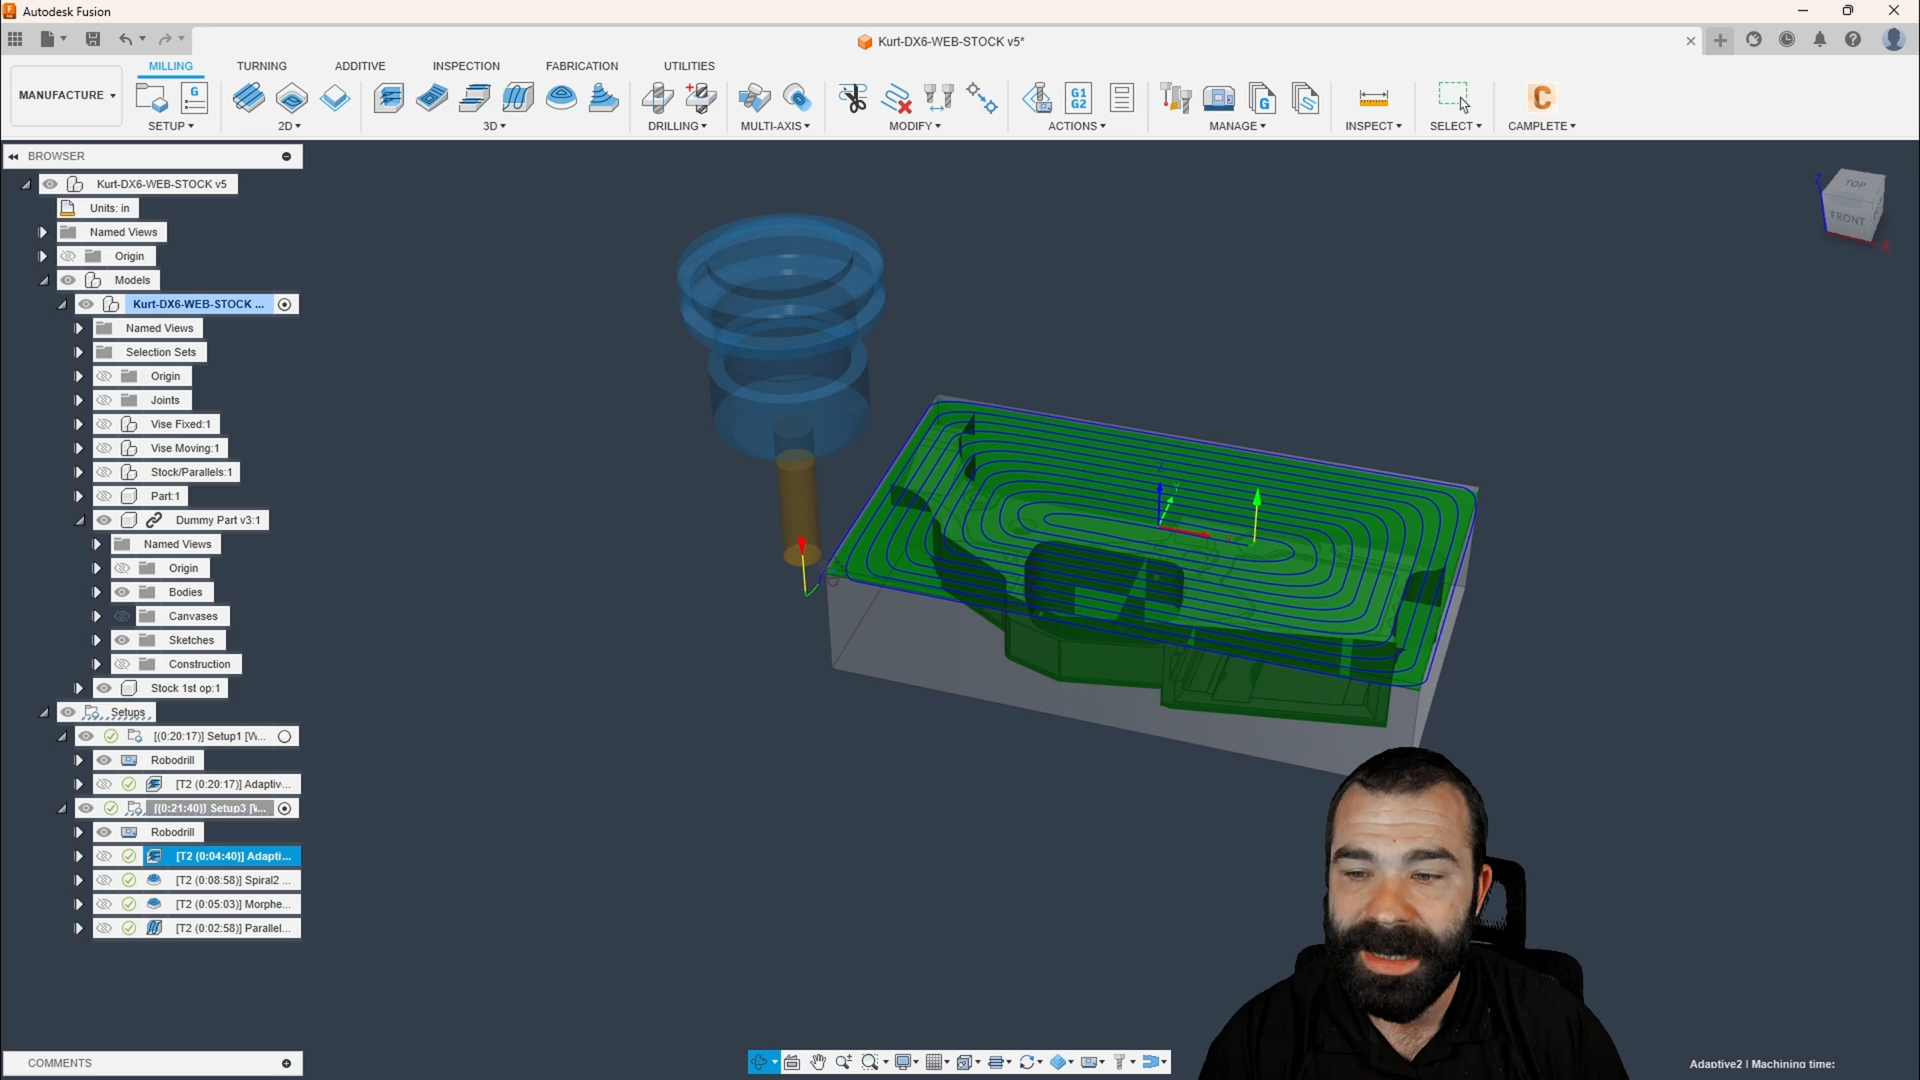 Autodesk Fusion
Kurt-DX6-WEB-STOCK v5*
MILLING TURNING ADDITIVE INSPECTION FABRICATION UTILITIES
MANUFACTURE
G
G1
G2
G
C
SETUP 2D 3D DRILLING MULTI-AXIS MODIFY ACTIONS MANAGE INSPECT SELECT CAMPLETE
BROWSER
Kurt-DX6-WEB-STOCK v5
Units: in
Named Views
Origin
Models
Kurt-DX6-WEB-STOCK ...
Named Views
Selection Sets
Origin
Joints
Vise Fixed:1
Vise Moving:1
Stock/Parallels:1
Part:1
Dummy Part v3:1
Named Views
Origin
Bodies
Canvases
Sketches
Construction
Stock 1st op:1
Setups
[(0:20:17)] Setup1 [W...
Robodrill
[T2 (0:20:17)] Adaptiv...
[(0:21:40)] Setup3 [W...
Robodrill
[T2 (0:04:40)] Adapti...
[T2 (0:08:58)] Spiral2 ...
[T2 (0:05:03)] Morphe...
[T2 (0:02:58)] Parallel...
COMMENTS
Z
TOP
FRONT
X
Z
Y
Adaptive2 | Machining time: